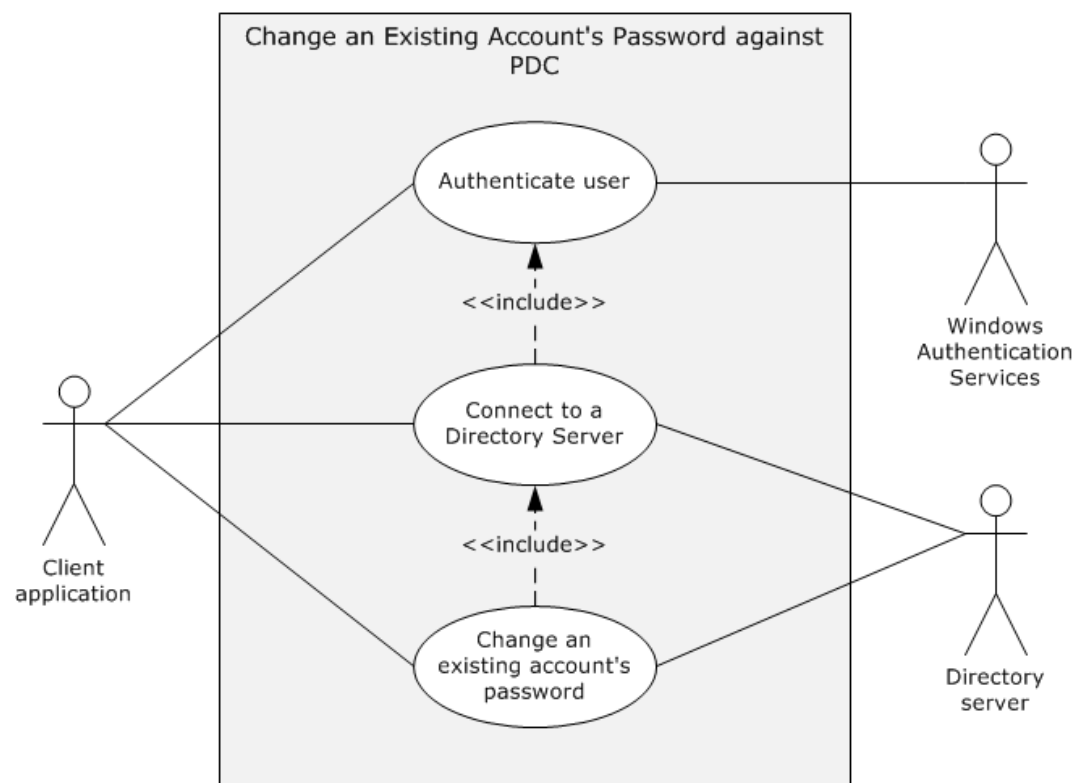 Change an Existing Account's Password against
PDC
Authenticate user
<<include>>
Windows
Authentication
Services
Connect to a
Directory Server
<<include>>
Client
application
Change an
existing account's
password
Directory
server